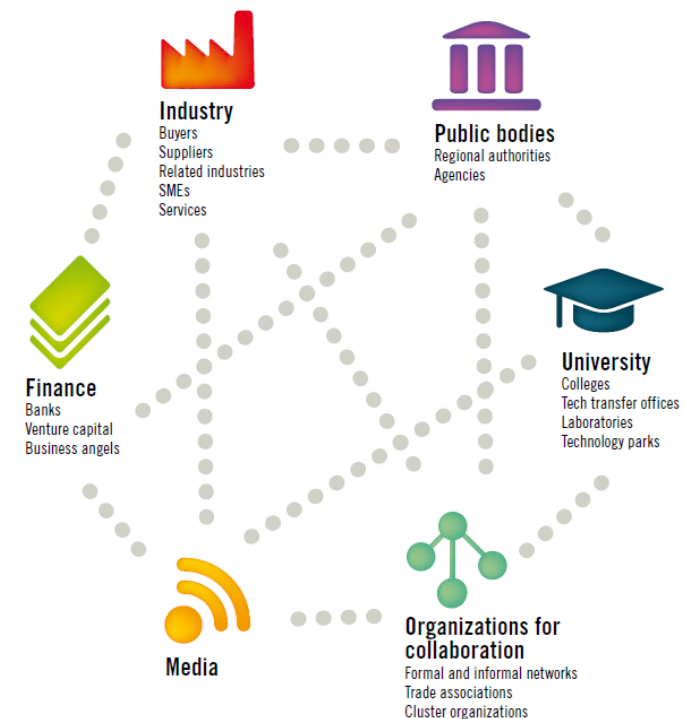 Industry
Buyers
Suppliers
Related industries
SMEs
Services
Public bodies
Regional authorities
Agencies
Finance
Banks
Venture capital
Business angels
University
Colleges
Tech transfer offices
Laboratories
Technology parks
Media
Organizations for
collaboration
Formal and informal networks
Trade associations
Cluster organizations